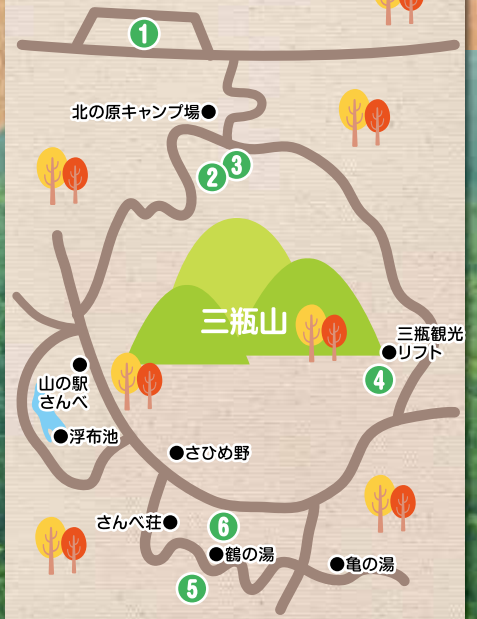 1
北の原キャンプ場●
3
2
三瓶山
三瓶観光
●リフト
4
山の駅
さんべ
●浮布池
●さひめ野
さんべ荘●
6
●鶴の湯
●亀の湯
5